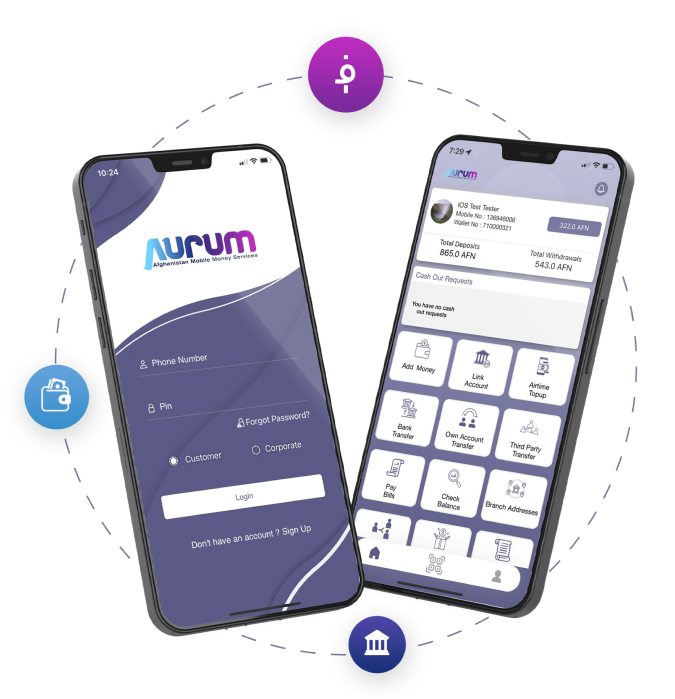 ؋
10:24
AURUM
Afghanistan Mobile Money Services
Phone Number
Pin
Forgot Password?
Customer
Corporate
Login
Don't have an account ? Sign Up
7:29
AURUM
IOS Test Tester
Mobile No : 136946006
Wallet No : 710000321
322.0 AFN
Total Deposits
865.0 AFN
Total Withdrawals
543.0 AFN
Cash Out Requests
You have no cash
out requests
Add Money
Link
Account
Airtime
Topup
Bank
Transfer
Own Account
Transfer
Third Party
Transfer
Pay
Bills
Check
Balance
Branch Addresses